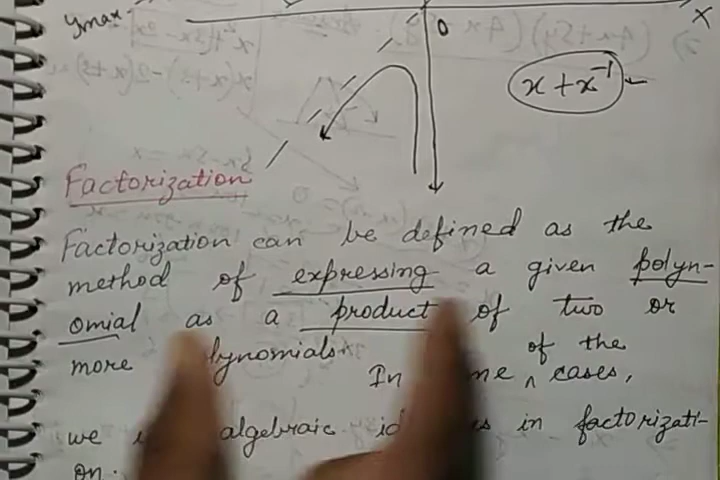 ymax
0
X
x + x⁻¹
Factorization
Factorization can be defined as the
method of expressing a given polyn-
omial as a product of two or
more
In of the cases,
we algebraic in factorizati-
on.